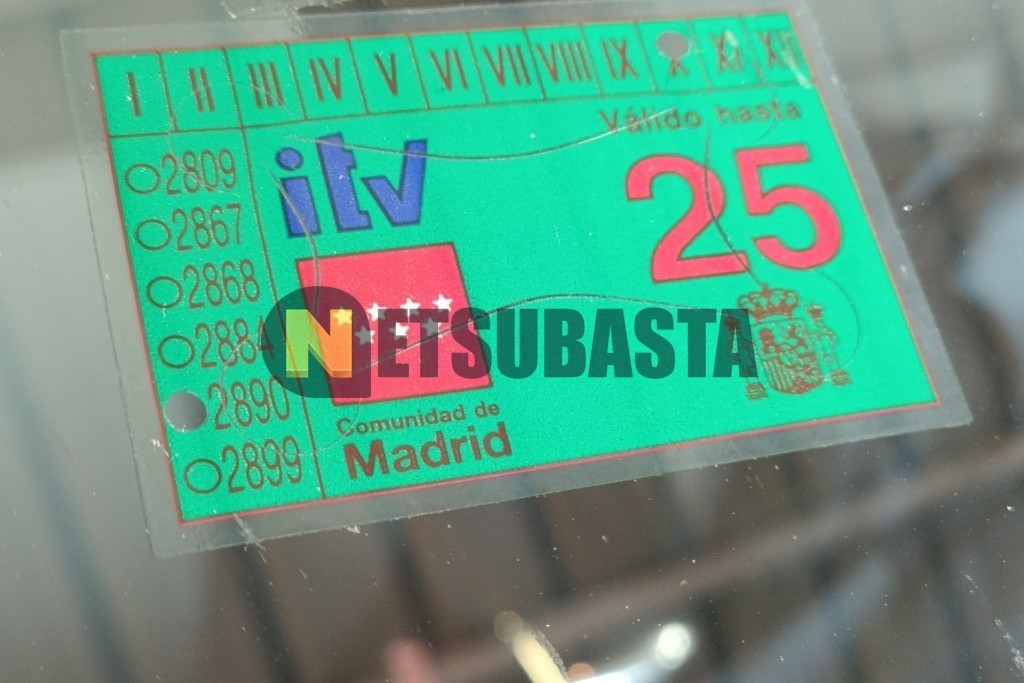 I II III IV V VI VII VIII IX X XI XII
Válido hasta
25
itv
2809
2867
2868
2884
2890
2899
NETSUBASTA
Comunidad de
Madrid